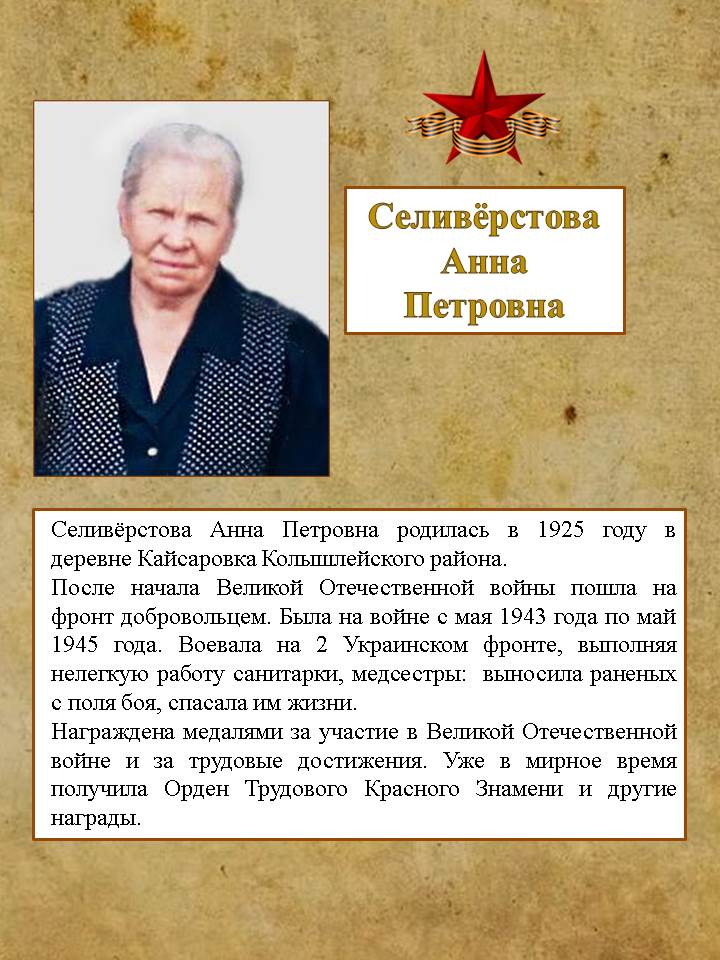 Селивёрстова
Анна
Петровна
Селивёрстова Анна Петровна родилась в 1925 году в
деревне Кайсаровка Колышлейского района.
После начала Великой Отечественной войны пошла на
фронт добровольцем. Была на войне с мая 1943 года по май
1945 года. Воевала на 2 Украинском фронте, выполняя
нелегкую работу санитарки, медсестры: выносила раненых
с поля боя, спасала им жизни.
Награждена медалями за участие в Великой Отечественной
войне и за трудовые достижения. Уже в мирное время
получила Орден Трудового Красного Знамени и другие
награды.